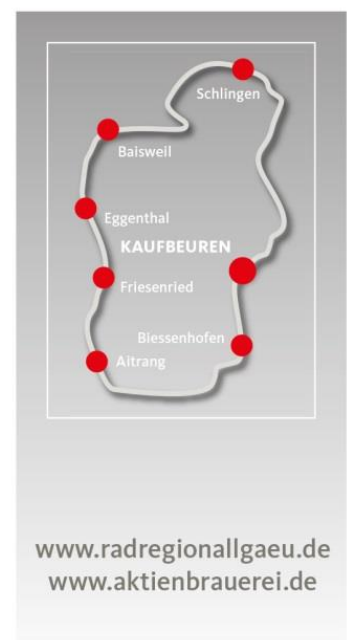 Schlingen
Baisweil
Eggenthal
KAUFBEUREN
Friesenried
Biessenhofen
Aitrang
www.radregionallgaeu.de
www.aktienbrauerei.de